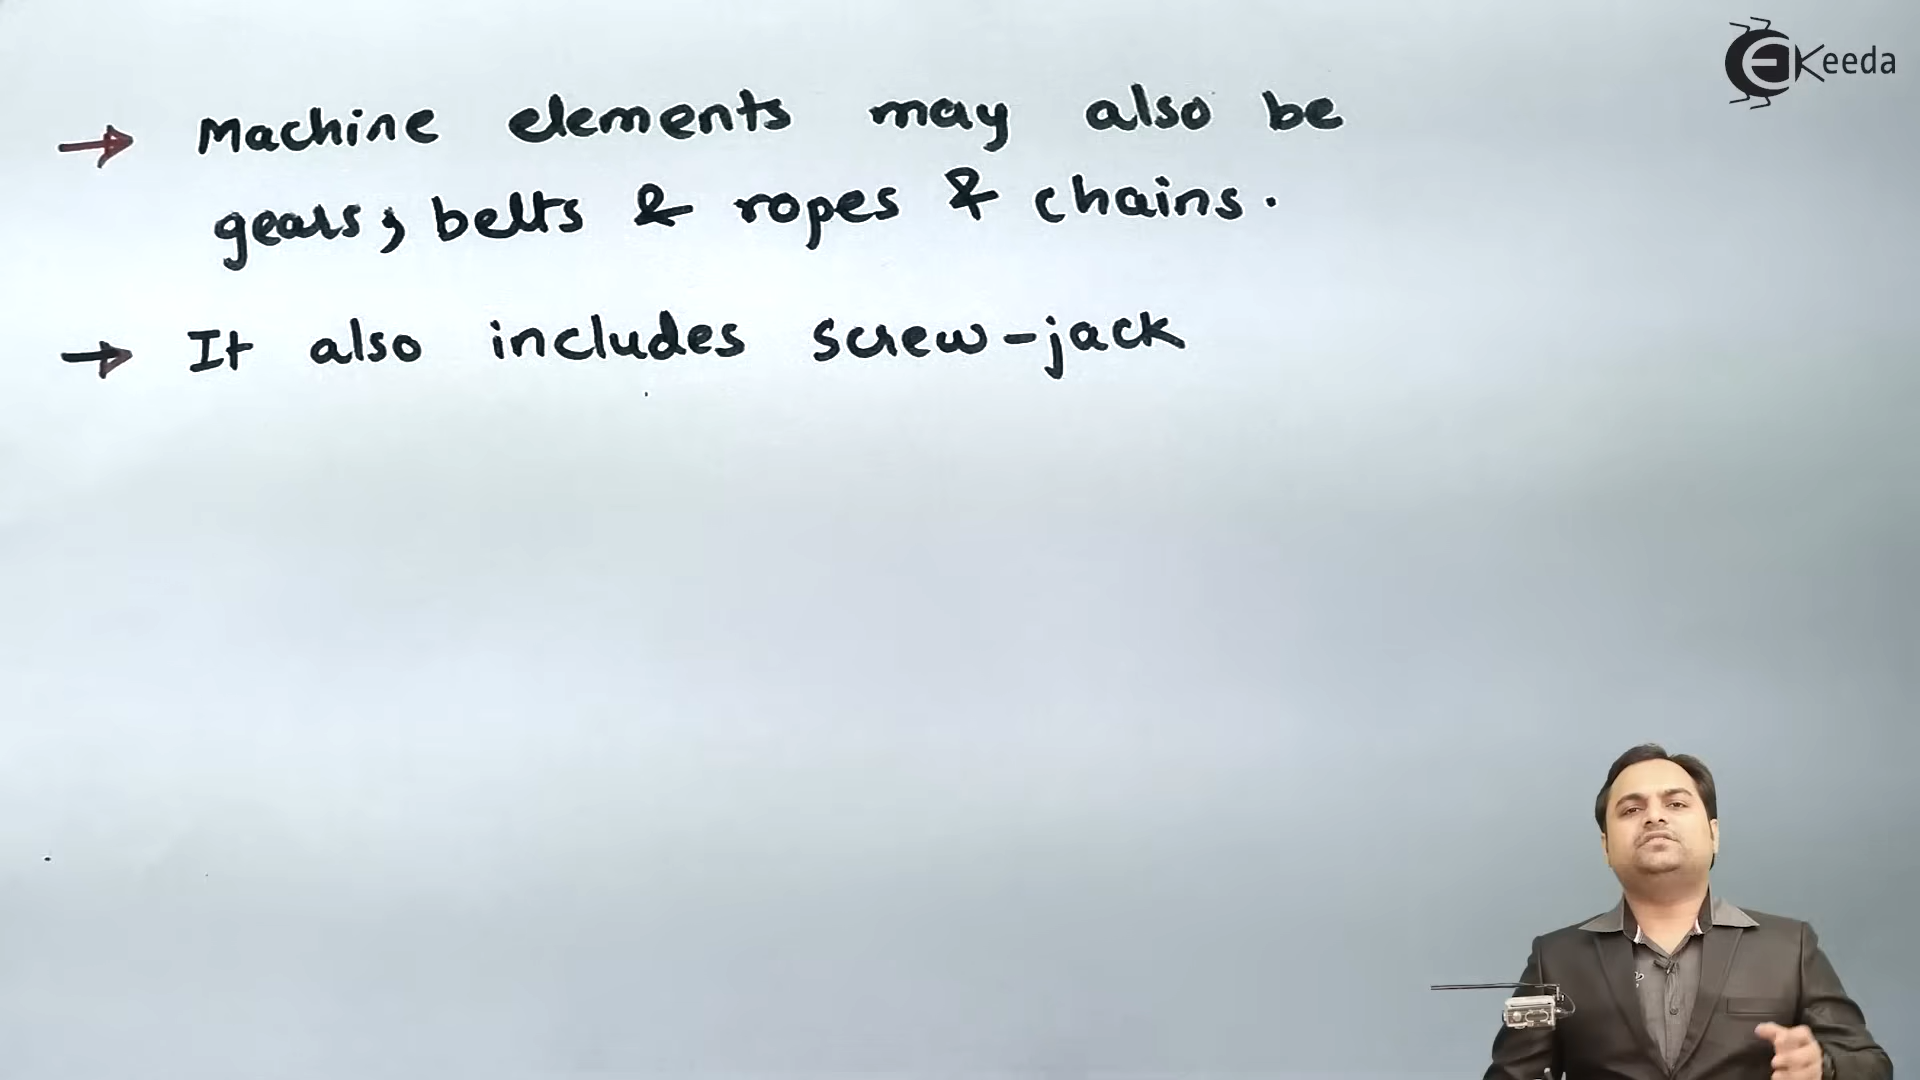 EKeeda
→ Machine elements may also be
gears, belts & ropes & chains.
→ It also includes screw-jack